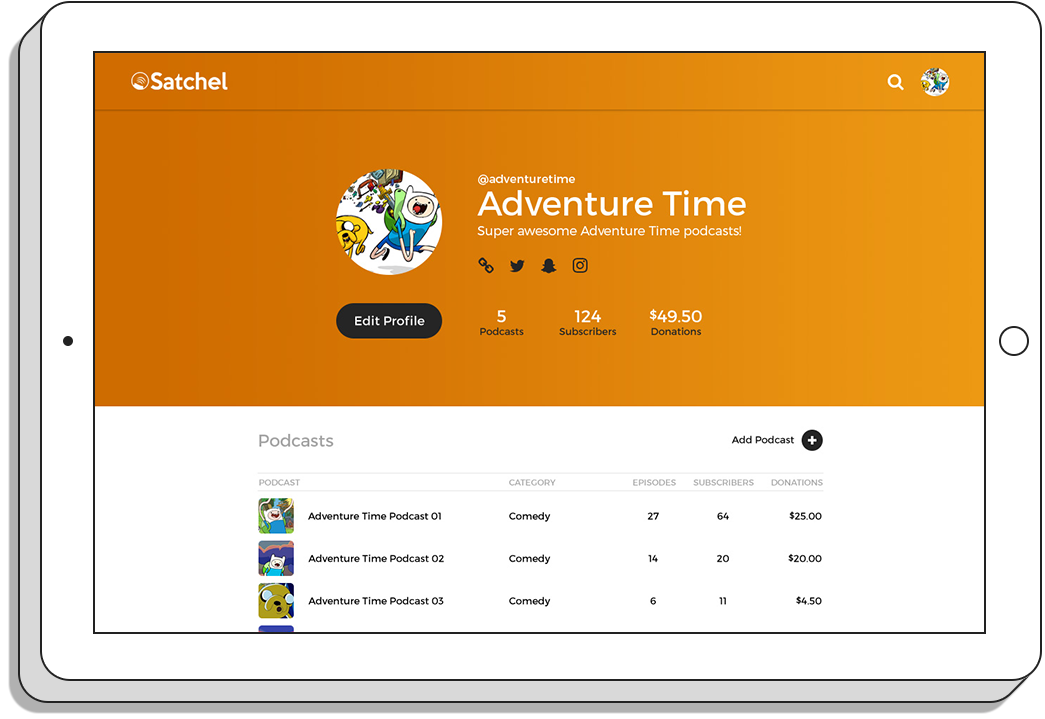 Satchel
@adventuretime
Adventure Time
Super awesome Adventure Time podcasts!
Edit Profile
5 124 $49.50
Podcasts Subscribers Donations
Podcasts Add Podcast
PODCAST CATEGORY EPISODES SUBSCRIBERS DONATIONS
Adventure Time Podcast 01 Comedy 27 64 $25.00
Adventure Time Podcast 02 Comedy 14 20 $20.00
Adventure Time Podcast 03 Comedy 6 11 $4.50